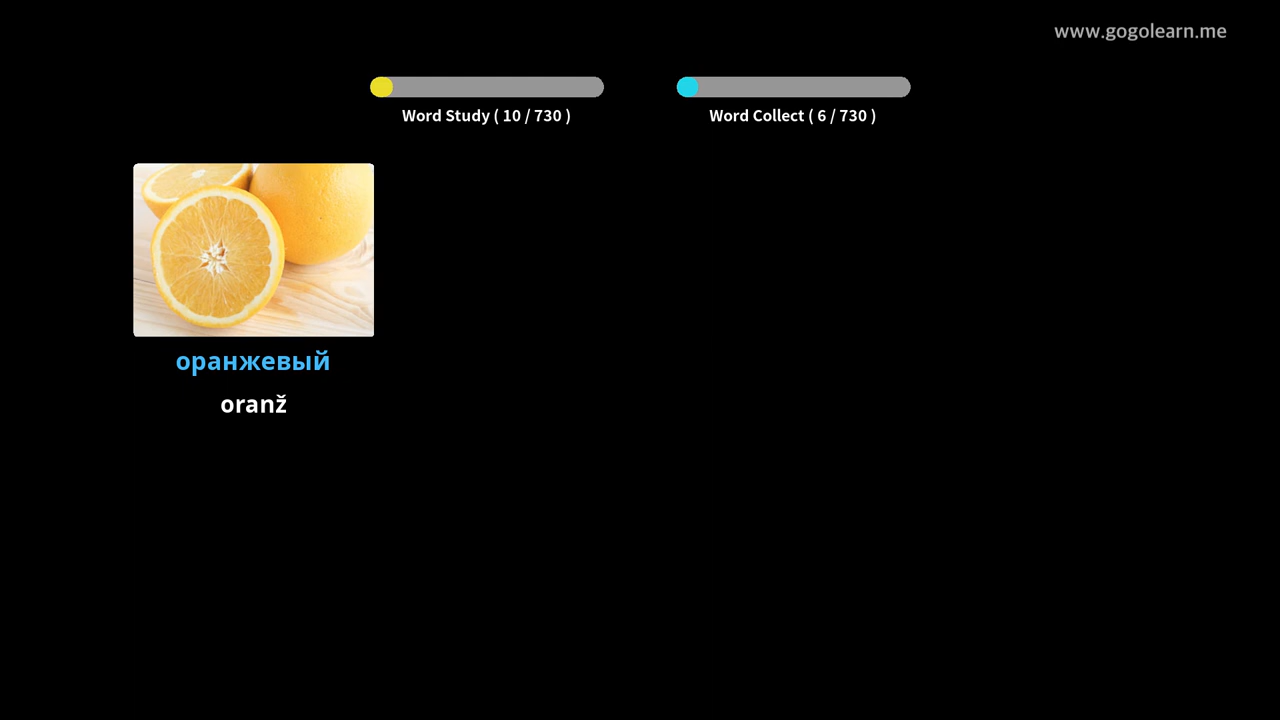 www.gogolearn.me
Word Study ( 10 / 730 )
Word Collect ( 6 / 730 )
оранжевый
oranž